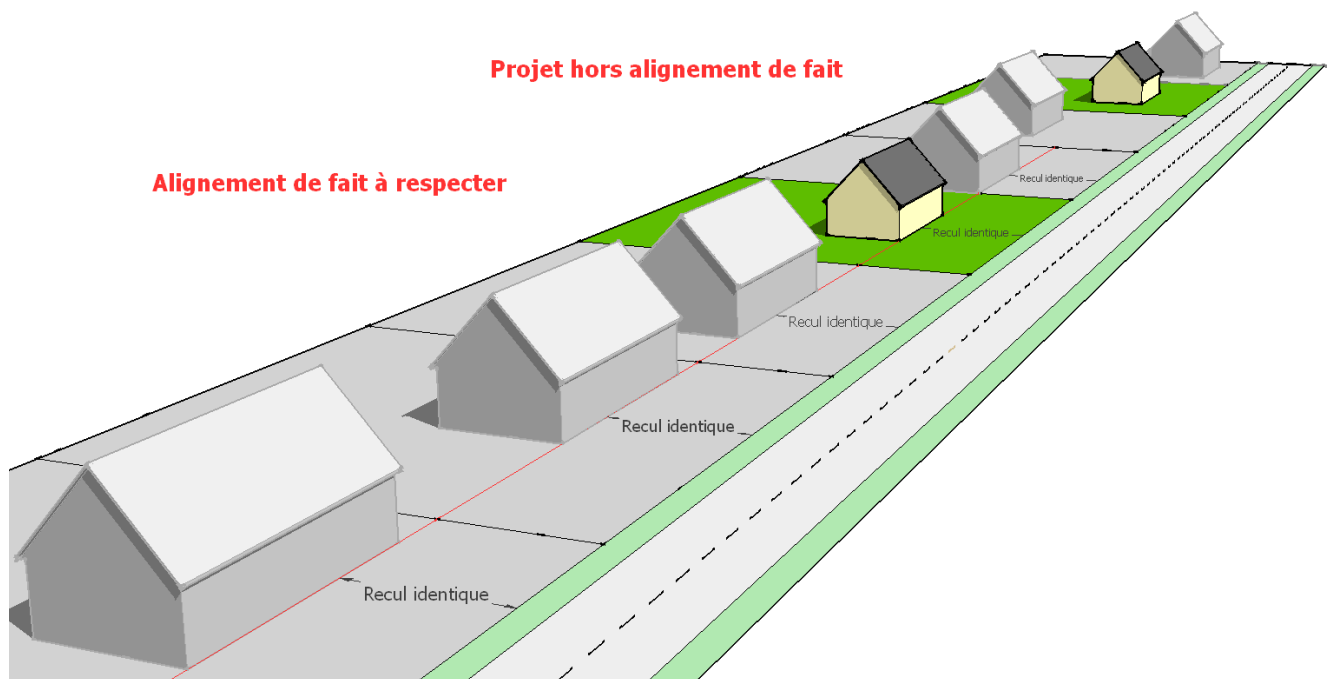 Projet hors alignement de fait
Alignement de fait à respecter
Recul identique
Recul identique
Recul identique
Recul identique
Recul identique